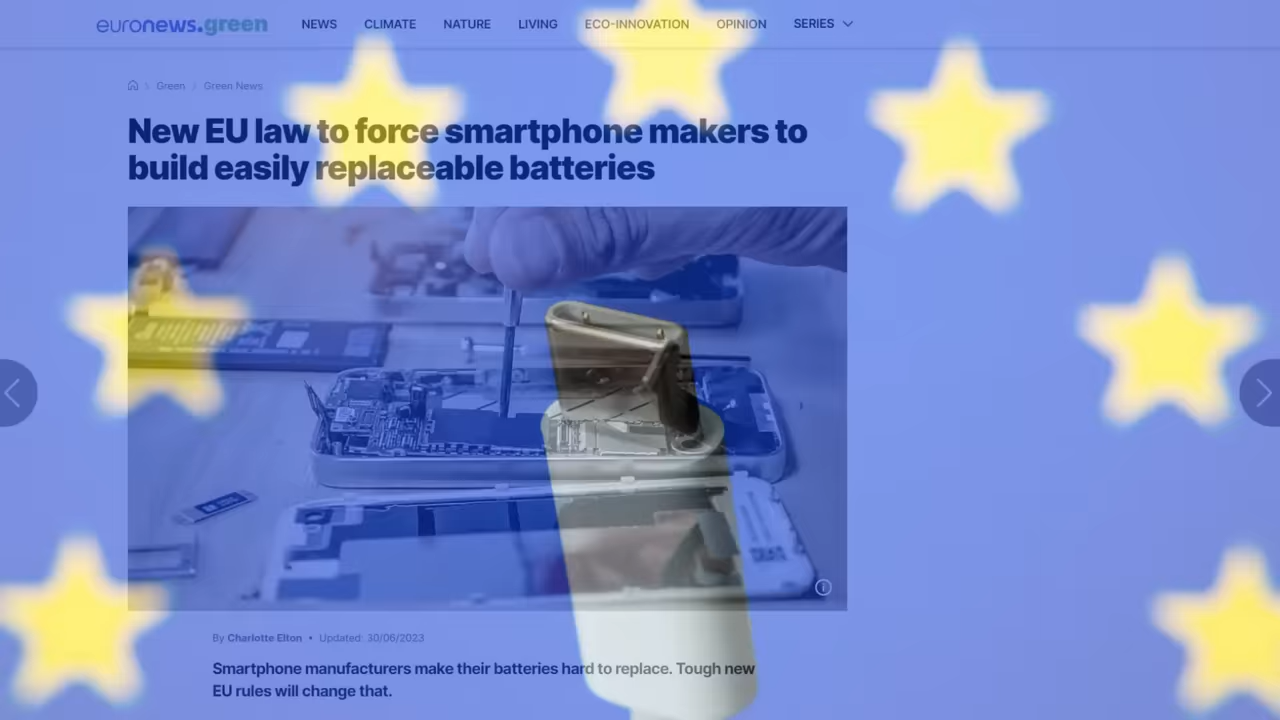 euronews.green NEWS CLIMATE NATURE LIVING ECO-INNOVATION OPINION SERIES
Green Green News
New EU law to force smartphone makers to
build easily replaceable batteries
By Charlotte Elton • Updated: 30/06/2023
Smartphone manufacturers make their batteries hard to replace. Tough new
EU rules will change that.